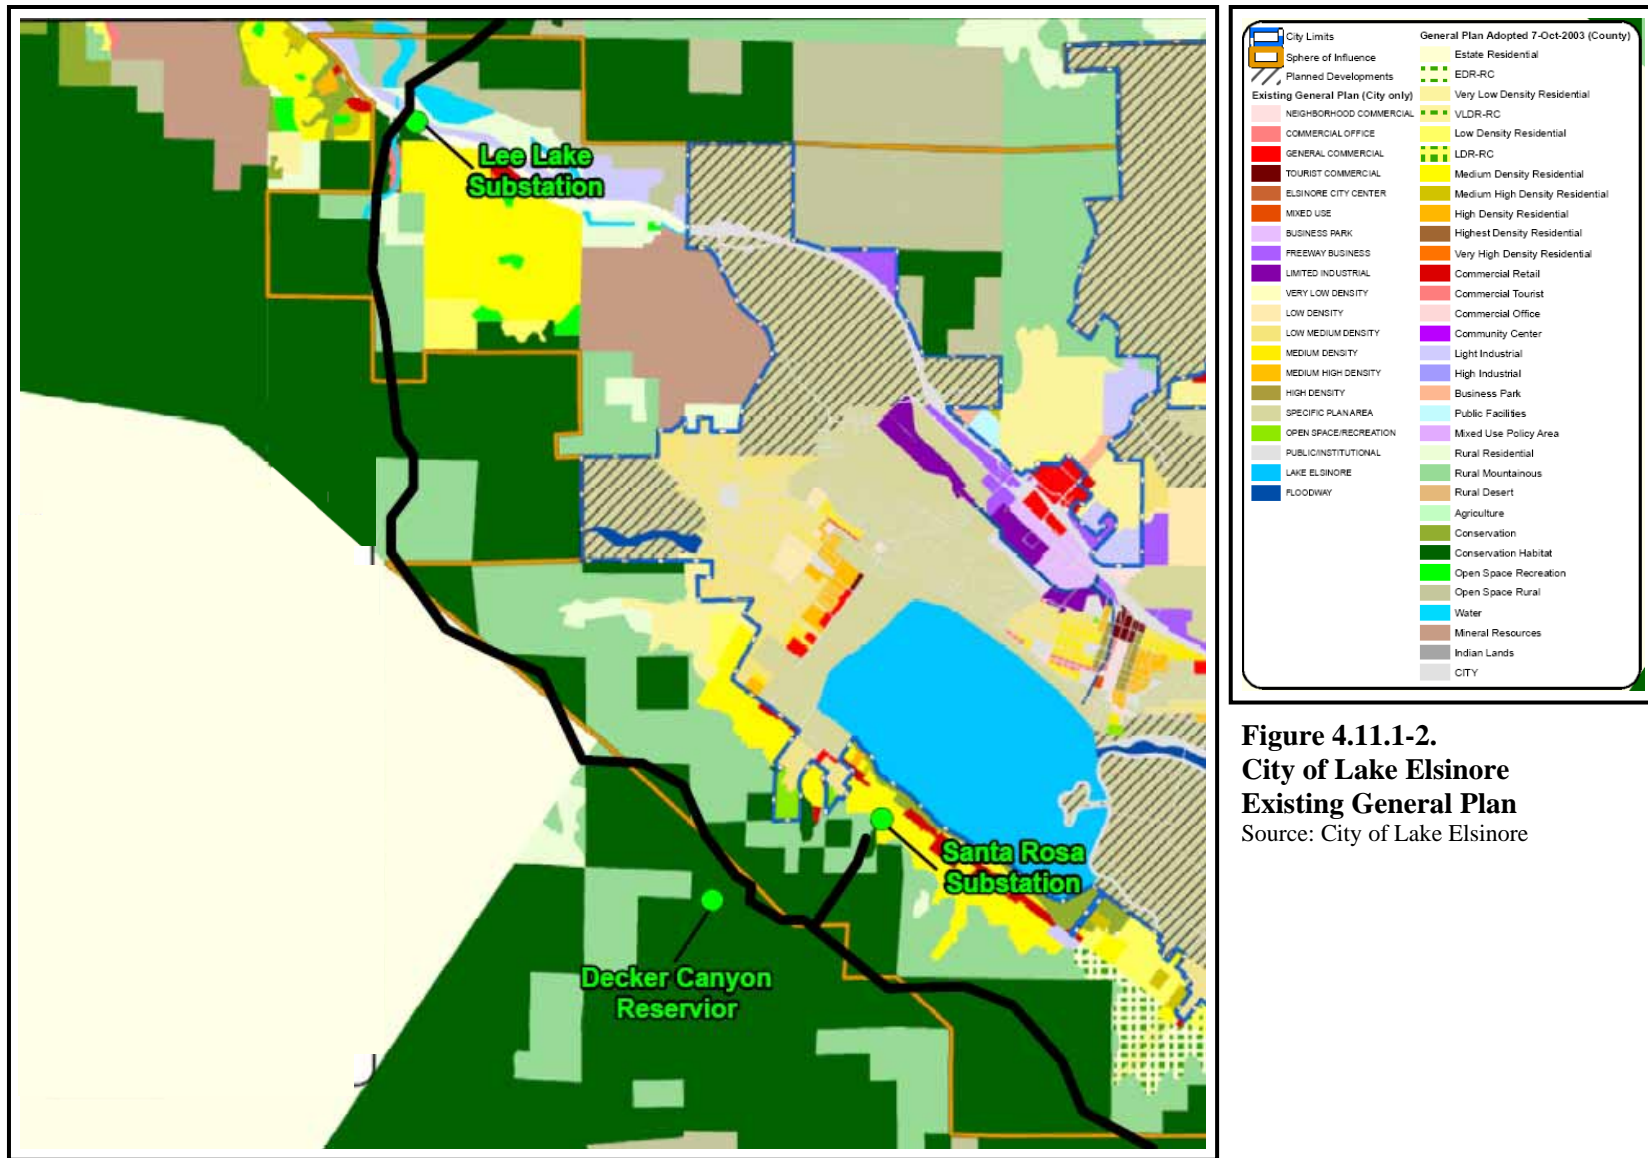 Lee Lake
Substation
Santa Rosa
Substation
Decker Canyon
Reservior
City Limits
Sphere of Influence
Planned Developments
Existing General Plan (City only)
NEIGHBORHOOD COMMERCIAL
COMMERCIAL OFFICE
GENERAL COMMERCIAL
TOURIST COMMERCIAL
ELSINORE CITY CENTER
MIXED USE
BUSINESS PARK
FREEWAY BUSINESS
LIMITED INDUSTRIAL
VERY LOW DENSITY
LOW DENSITY
LOW MEDIUM DENSITY
MEDIUM DENSITY
MEDIUM HIGH DENSITY
HIGH DENSITY
SPECIFIC PLAN AREA
OPEN SPACE/RECREATION
PUBLIC/INSTITUTIONAL
LAKE ELSINORE
FLOODWAY
General Plan Adopted 7-Oct-2003 (County)
Estate Residential
EDR-RC
Very Low Density Residential
VLDR-RC
Low Density Residential
LDR-RC
Medium Density Residential
Medium High Density Residential
High Density Residential
Highest Density Residential
Very High Density Residential
Commercial Retail
Commercial Tourist
Commercial Office
Community Center
Light Industrial
High Industrial
Business Park
Public Facilities
Mixed Use Policy Area
Rural Residential
Rural Mountainous
Rural Desert
Agriculture
Conservation
Conservation Habitat
Open Space Recreation
Open Space Rural
Water
Mineral Resources
Indian Lands
CITY
Figure 4.11.1-2.
City of Lake Elsinore
Existing General Plan
Source: City of Lake Elsinore